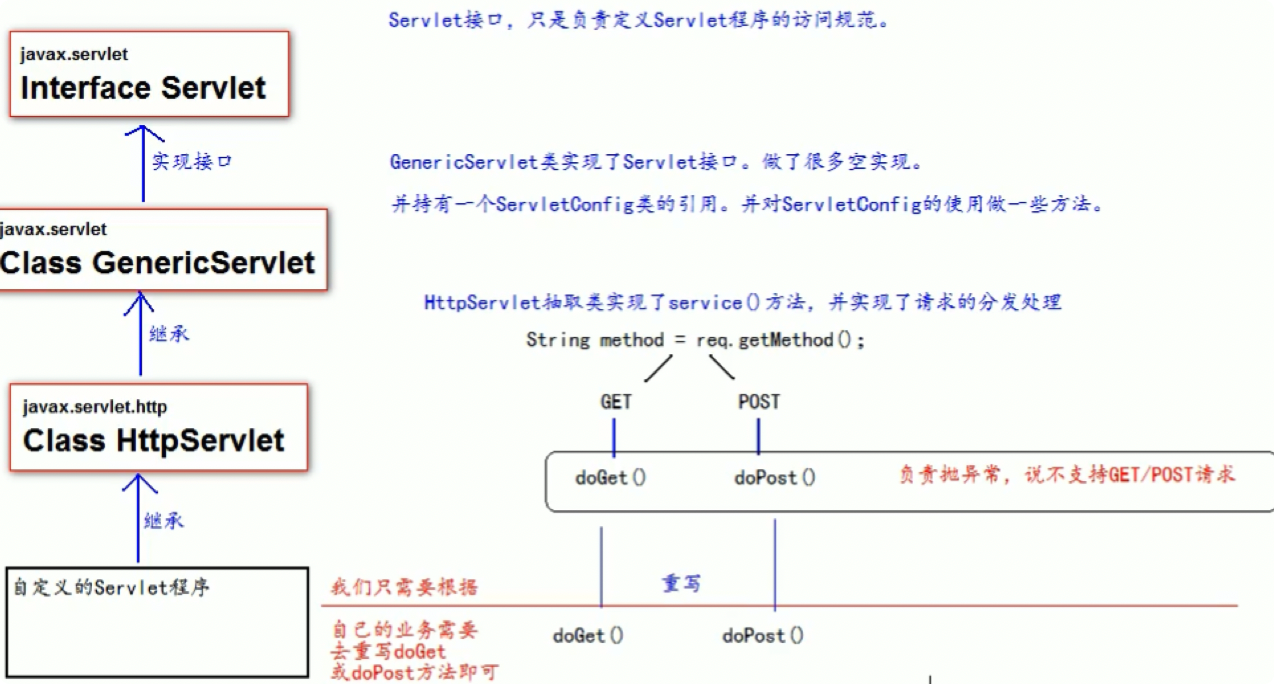 Servlet接口，只是负责定义Servlet程序的访问规范。
javax.servlet
Interface Servlet
实现接口
GenericServlet类实现了Servlet接口。做了很多空实现。
并持有一个ServletConfig类的引用。并对ServletConfig的使用做一些方法。
javax.servlet
Class GenericServlet
继承
HttpServlet抽取类实现了service()方法，并实现了请求的分发处理
String method = req.getMethod();
GET
POST
javax.servlet.http
Class HttpServlet
doGet()
doPost()
负责抛异常，说不支持GET/POST请求
继承
自定义的Servlet程序
我们只需要根据
重写
自己的业务需要
去重写doGet
或doPost方法即可
doGet()
doPost()